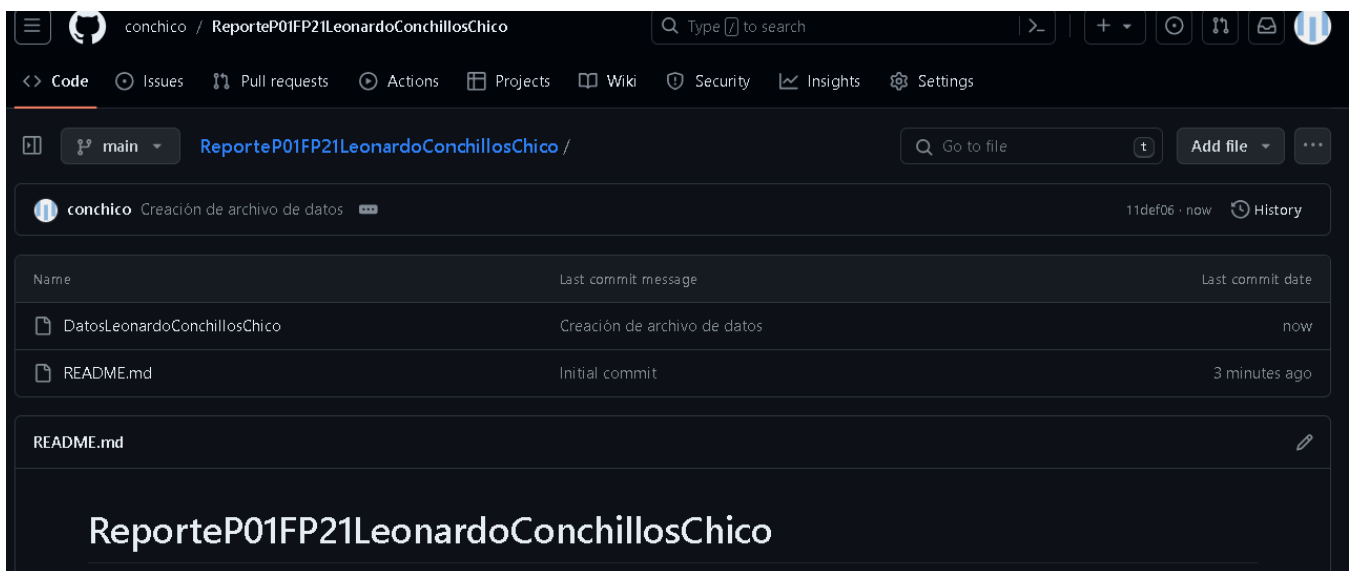 conchico / ReporteP01FP21LeonardoConchillosChico Type / to search
Code Issues Pull requests Actions Projects Wiki Security Insights Settings
main ReporteP01FP21LeonardoConchillosChico / Go to file t Add file
conchico Creación de archivo de datos 11def06 · now History
Name Last commit message Last commit date
DatosLeonardoConchillosChico Creación de archivo de datos now
README.md Initial commit 3 minutes ago
README.md
ReporteP01FP21LeonardoConchillosChico